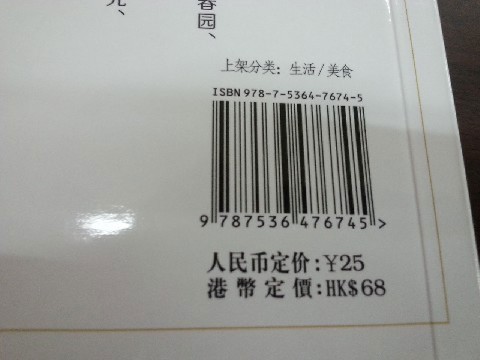 春园、
元、
上架分类：生活/美食
ISBN 978-7-5364-7674-5
9 787536 476745 >
人民币定价：¥25
港幣定價：HK$68